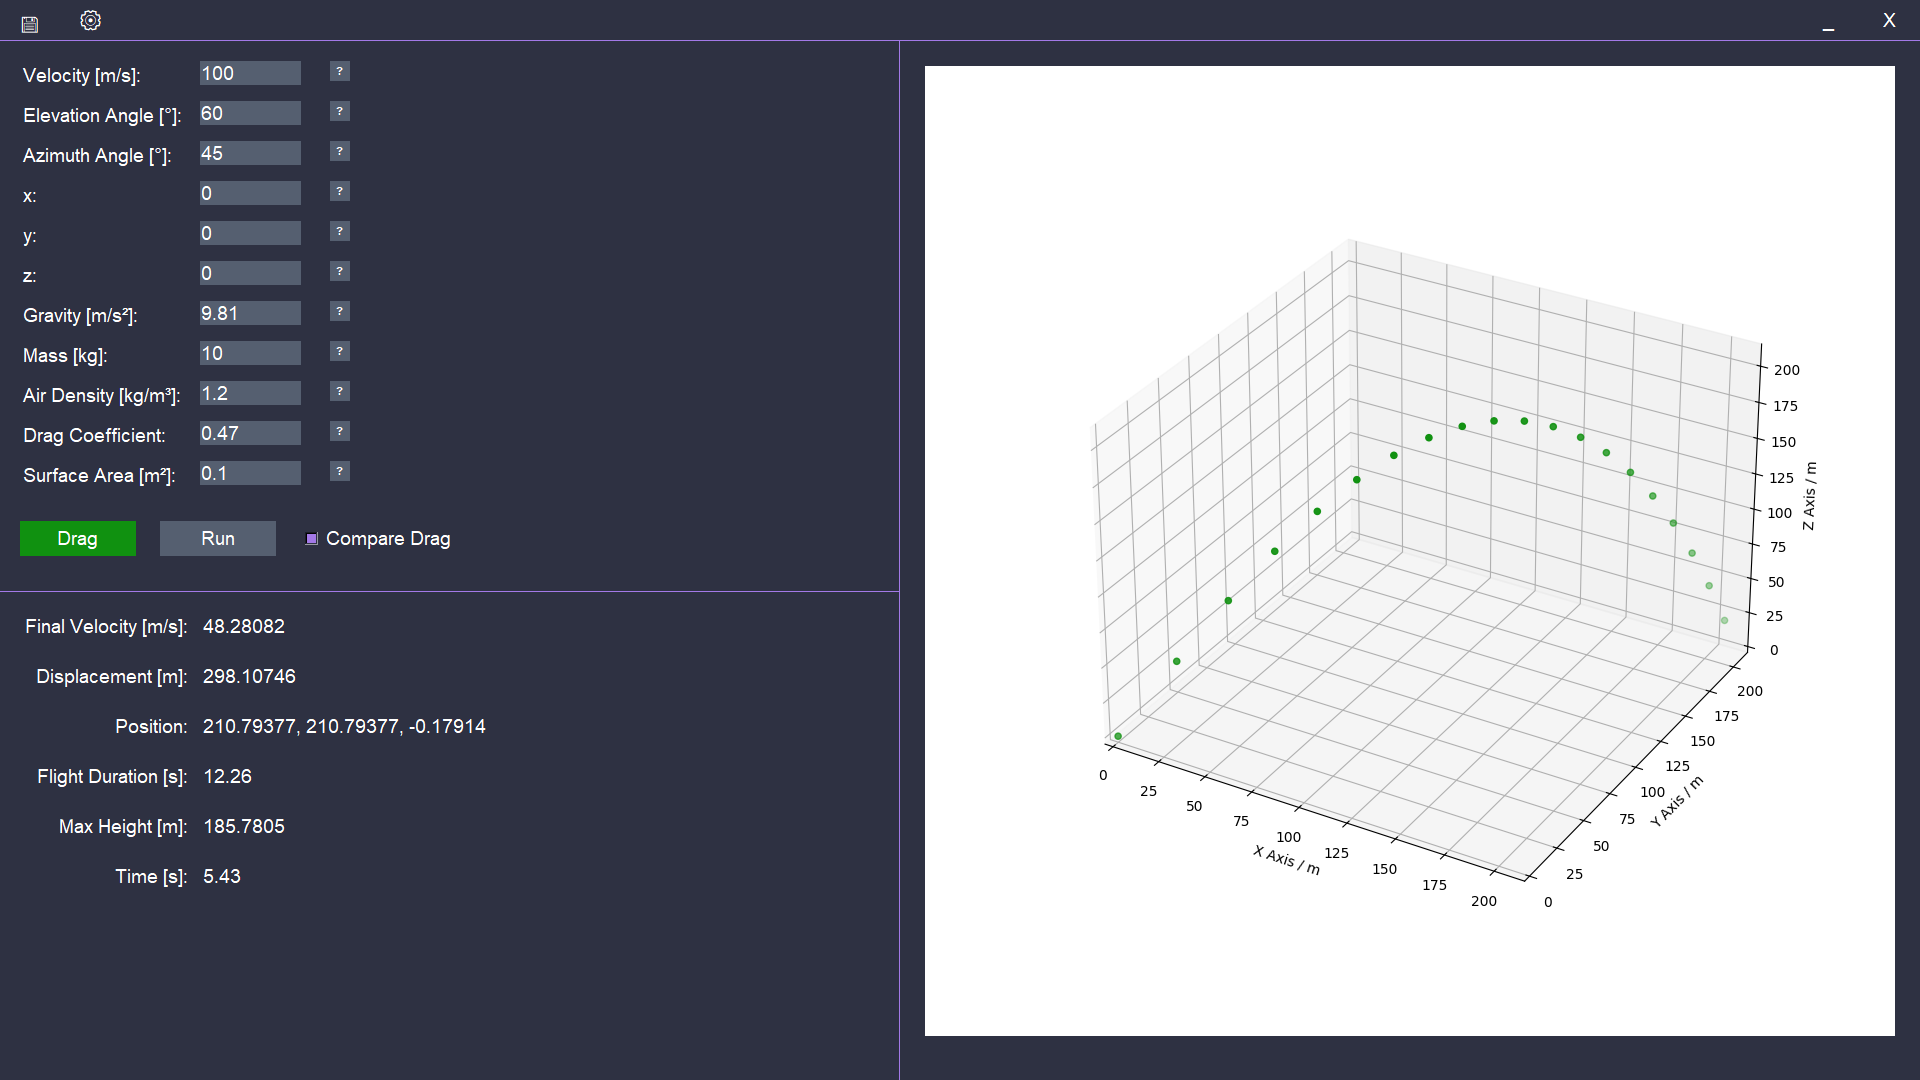 _ X
Velocity [m/s]: 100 ?
Elevation Angle [°]: 60 ?
Azimuth Angle [°]: 45 ?
x: 0 ?
y: 0 ?
z: 0 ?
Gravity [m/s²]: 9.81 ?
Mass [kg]: 10 ?
Air Density [kg/m³]: 1.2 ?
Drag Coefficient: 0.47 ?
Surface Area [m²]: 0.1 ?
Drag Run Compare Drag
Final Velocity [m/s]: 48.28082
Displacement [m]: 298.10746
Position: 210.79377, 210.79377, -0.17914
Flight Duration [s]: 12.26
Max Height [m]: 185.7805
Time [s]: 5.43
200
175
150
125
100
75
50
25
0
Z Axis / m
200
175
150
125
100
75
50
25
0
Y Axis / m
0
25
50
75
100
125
150
175
200
X Axis / m